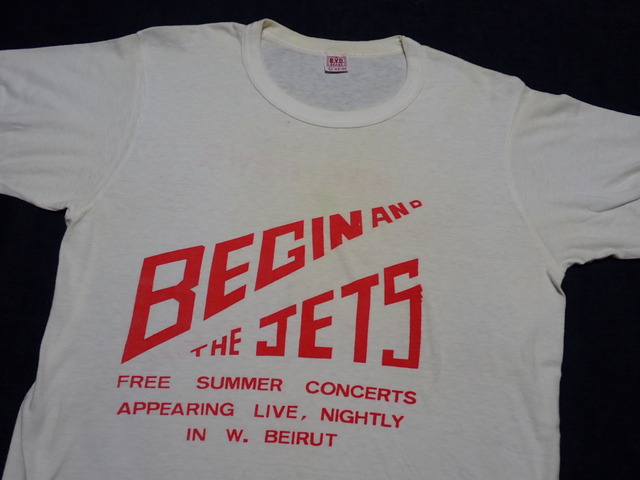 B.V.D.
BEGIN AND
THE JETS
FREE SUMMER CONCERTS
APPEARING LIVE, NIGHTLY
IN W. BEIRUT